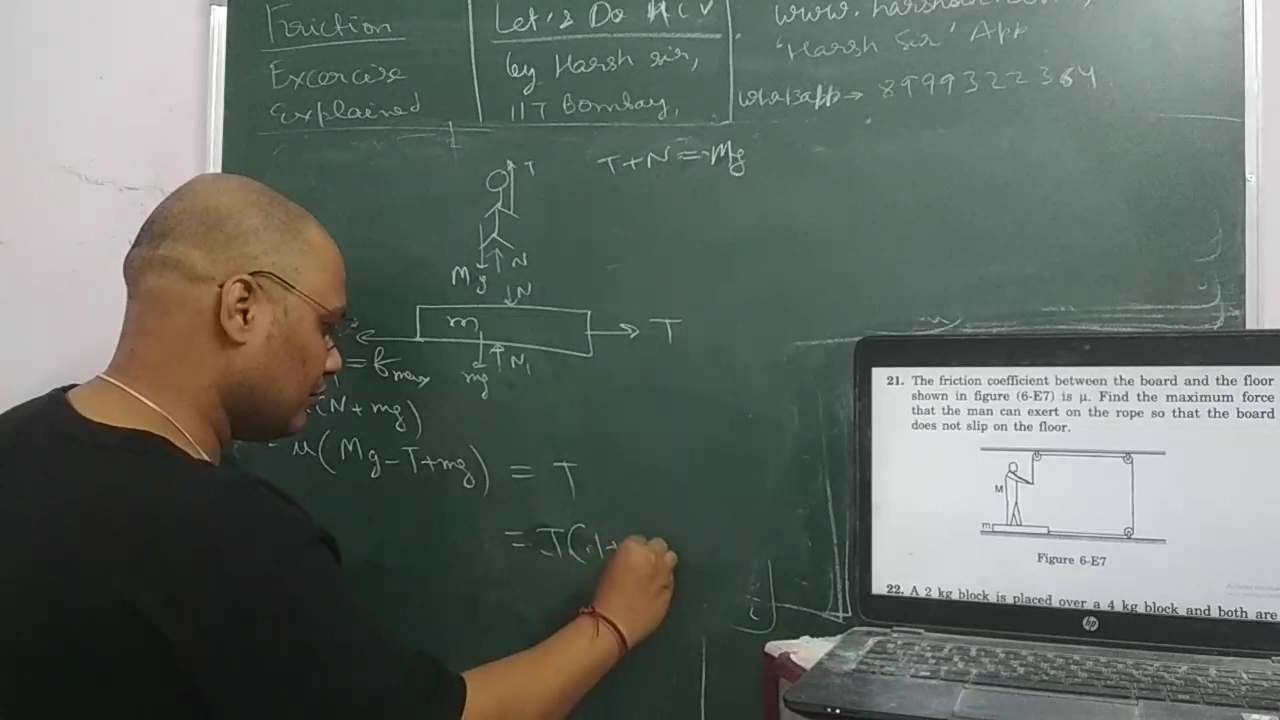 Friction
Excercise
Explained
Let's Do HCV
by Harsh sir,
IIT Bombay,
'Harsh Sir' App
whatsapp→ 8999322364
T
T+N=Mg
Mg
N
N
m
T
mg
N₁
= fmax
(N+mg)
μ(Mg-T+mg) = T
= T(1+
21. The friction coefficient between the board and the floor
shown in figure (6-E7) is μ. Find the maximum force
that the man can exert on the rope so that the board
does not slip on the floor.
M
m
Figure 6-E7
22. A 2 kg block is placed over a 4 kg block and both are
hp